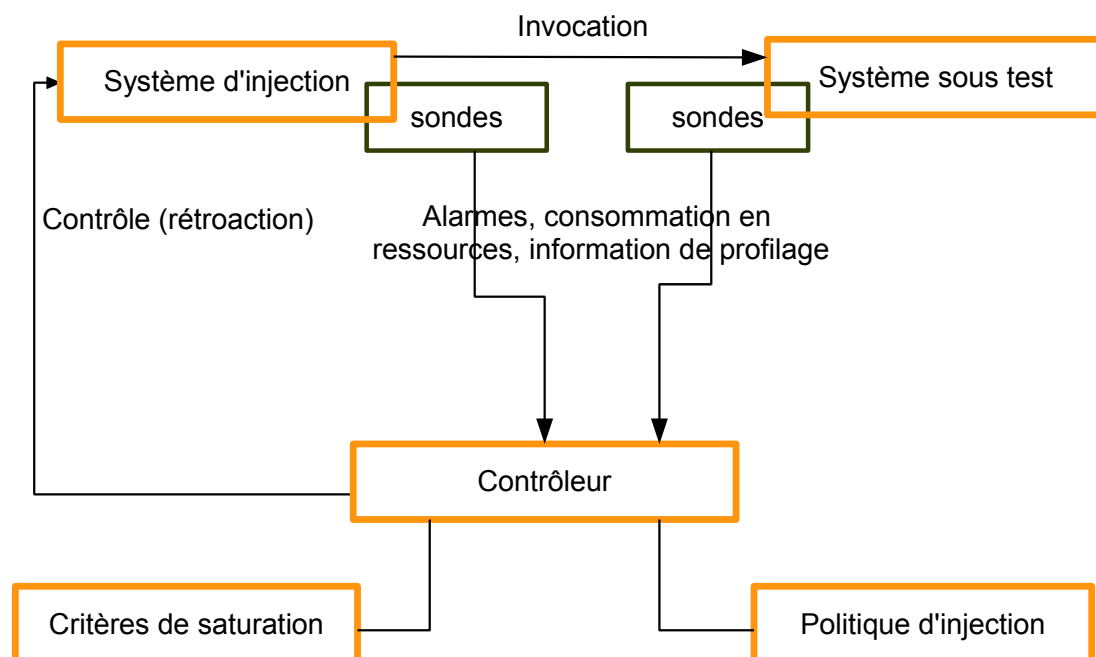 Invocation
Système d'injection
Système sous test
sondes
sondes
Contrôle (rétroaction)
Alarmes, consommation en
ressources, information de profilage
Contrôleur
Critères de saturation
Politique d'injection